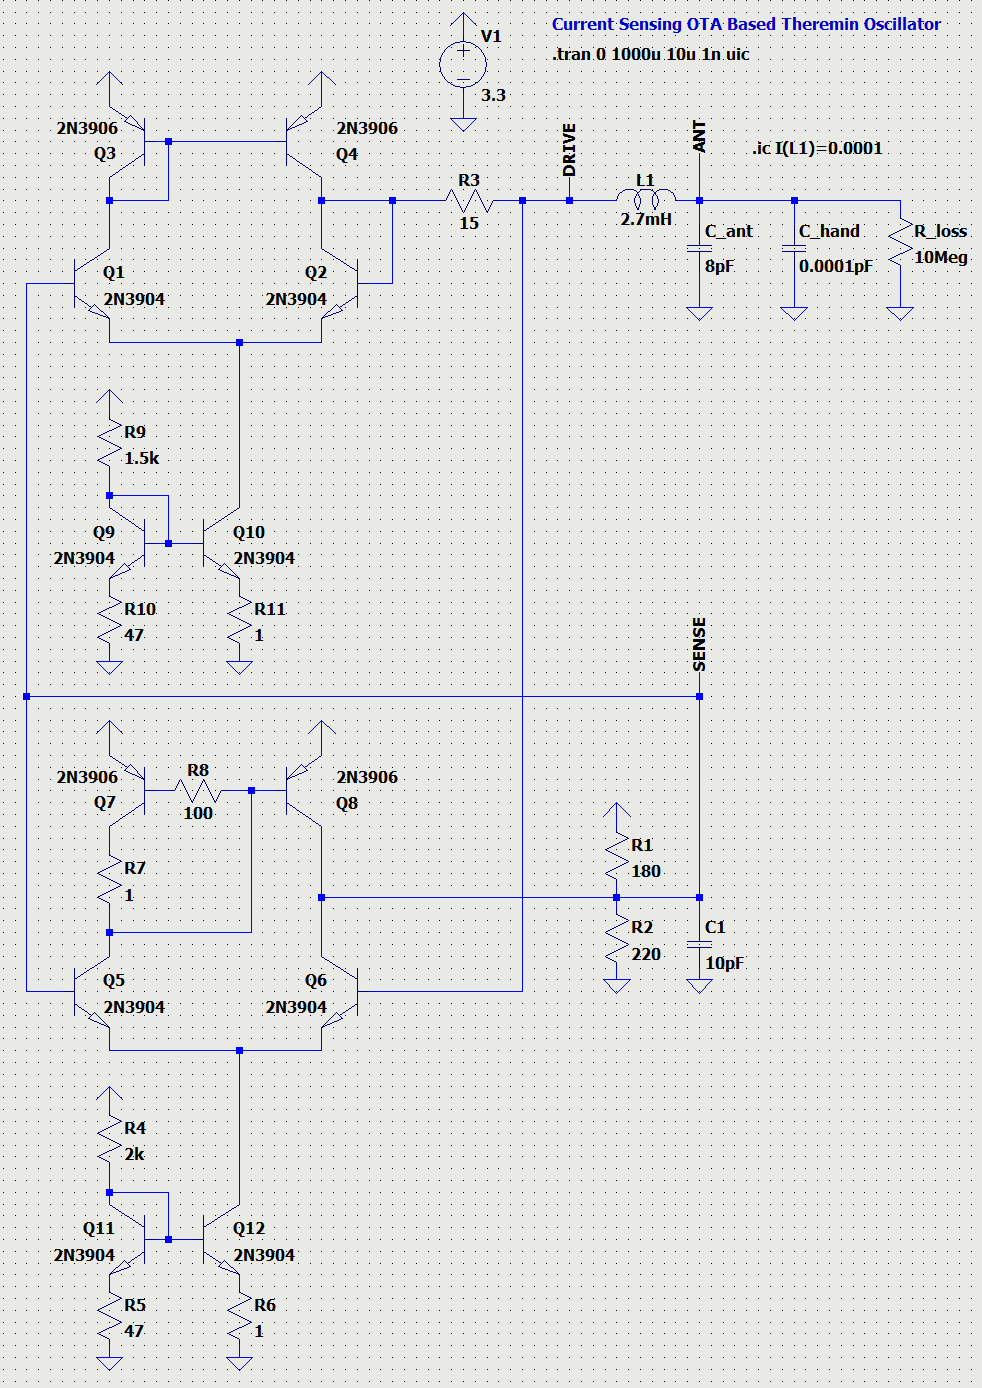 Current Sensing OTA Based Theremin Oscillator
V1
.tran 0 1000u 10u 1n uic
3.3
2N3906
Q3
2N3906
Q4
DRIVE
ANT
.ic I(L1)=0.0001
R3
15
L1
2.7mH
C_ant
8pF
C_hand
0.0001pF
R_loss
10Meg
Q1
2N3904
Q2
2N3904
R9
1.5k
Q9
2N3904
Q10
2N3904
R10
47
R11
1
SENSE
2N3906
Q7
R8
100
2N3906
Q8
R7
1
R1
180
R2
220
C1
10pF
Q5
2N3904
Q6
2N3904
R4
2k
Q11
2N3904
Q12
2N3904
R5
47
R6
1